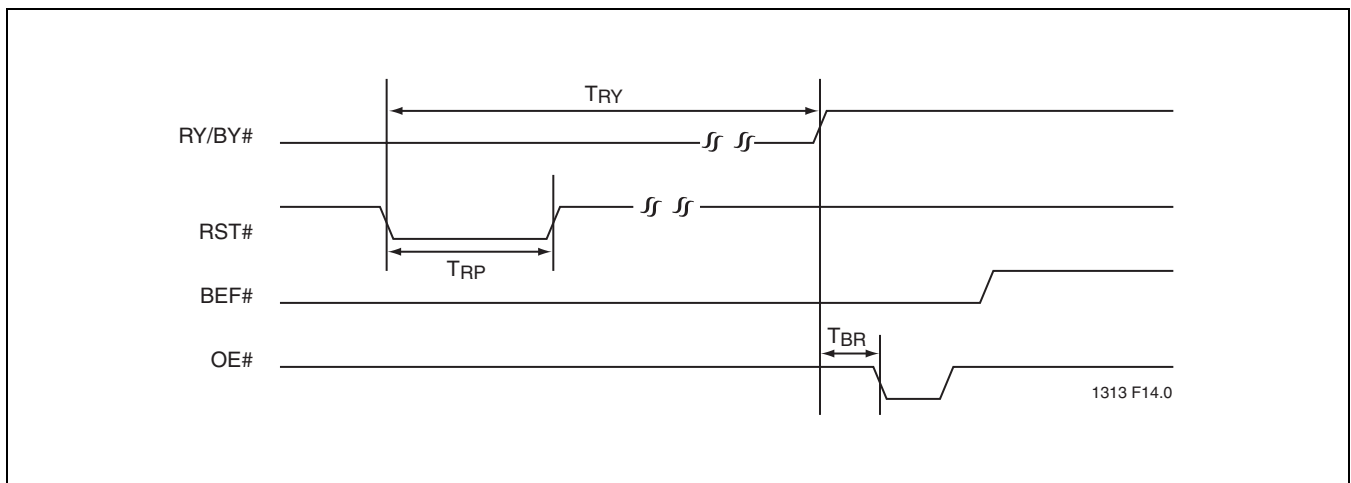 TRY
RY/BY#
RST#
TRP
BEF#
TBR
OE#
1313 F14.0